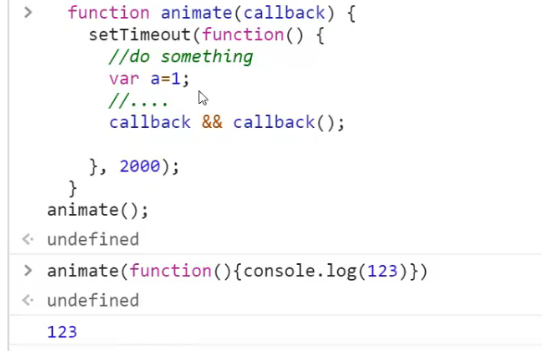 function animate(callback) {
setTimeout(function() {
//do something
var a=1;
//....
callback && callback();
}, 2000);
}
animate();
undefined
animate(function(){console.log(123)})
undefined
123